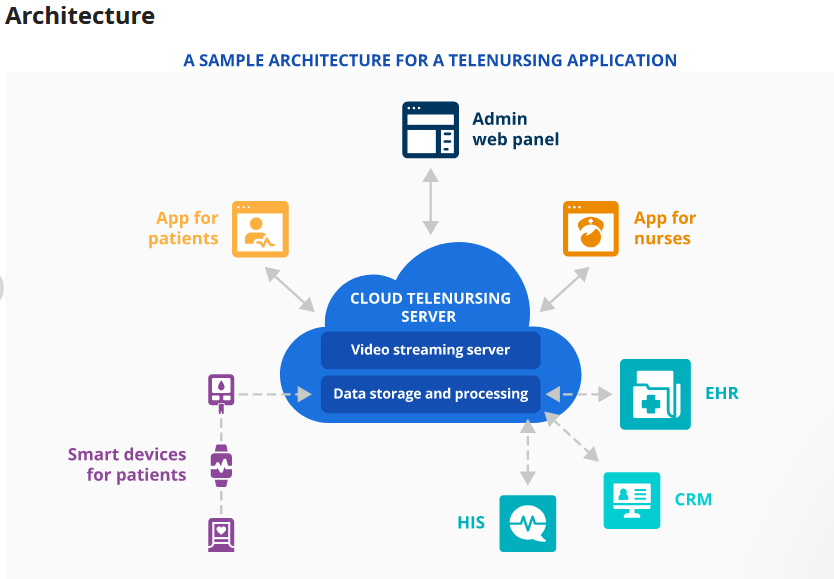 Architecture
A SAMPLE ARCHITECTURE FOR A TELENURSING APPLICATION
Admin
web panel
App for
patients
App for
nurses
CLOUD TELENURSING
SERVER
Video streaming server
Data storage and processing
EHR
Smart devices
for patients
CRM
HIS